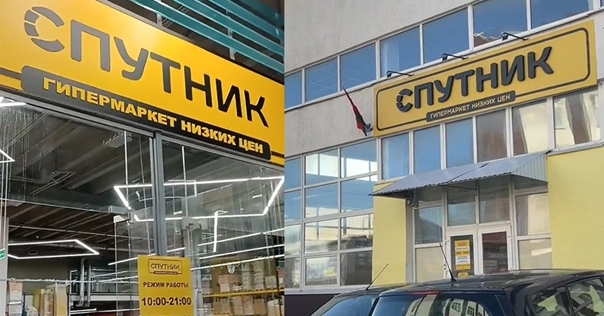 СПУТНИК
ГИПЕРМАРКЕТ НИЗКИХ ЦЕН
СПУТНИК
РЕЖИМ РАБОТЫ
10:00-21:00
СПУТНИК
ГИПЕРМАРКЕТ НИЗКИХ ЦЕН